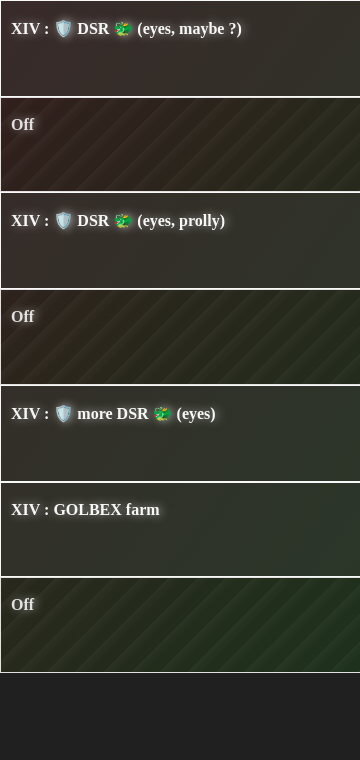 XIV : 🛡️ DSR 🐲 (eyes, maybe ?)
Off
XIV : 🛡️ DSR 🐲 (eyes, prolly)
Off
XIV : 🛡️ more DSR 🐲 (eyes)
XIV : GOLBEX farm
Off